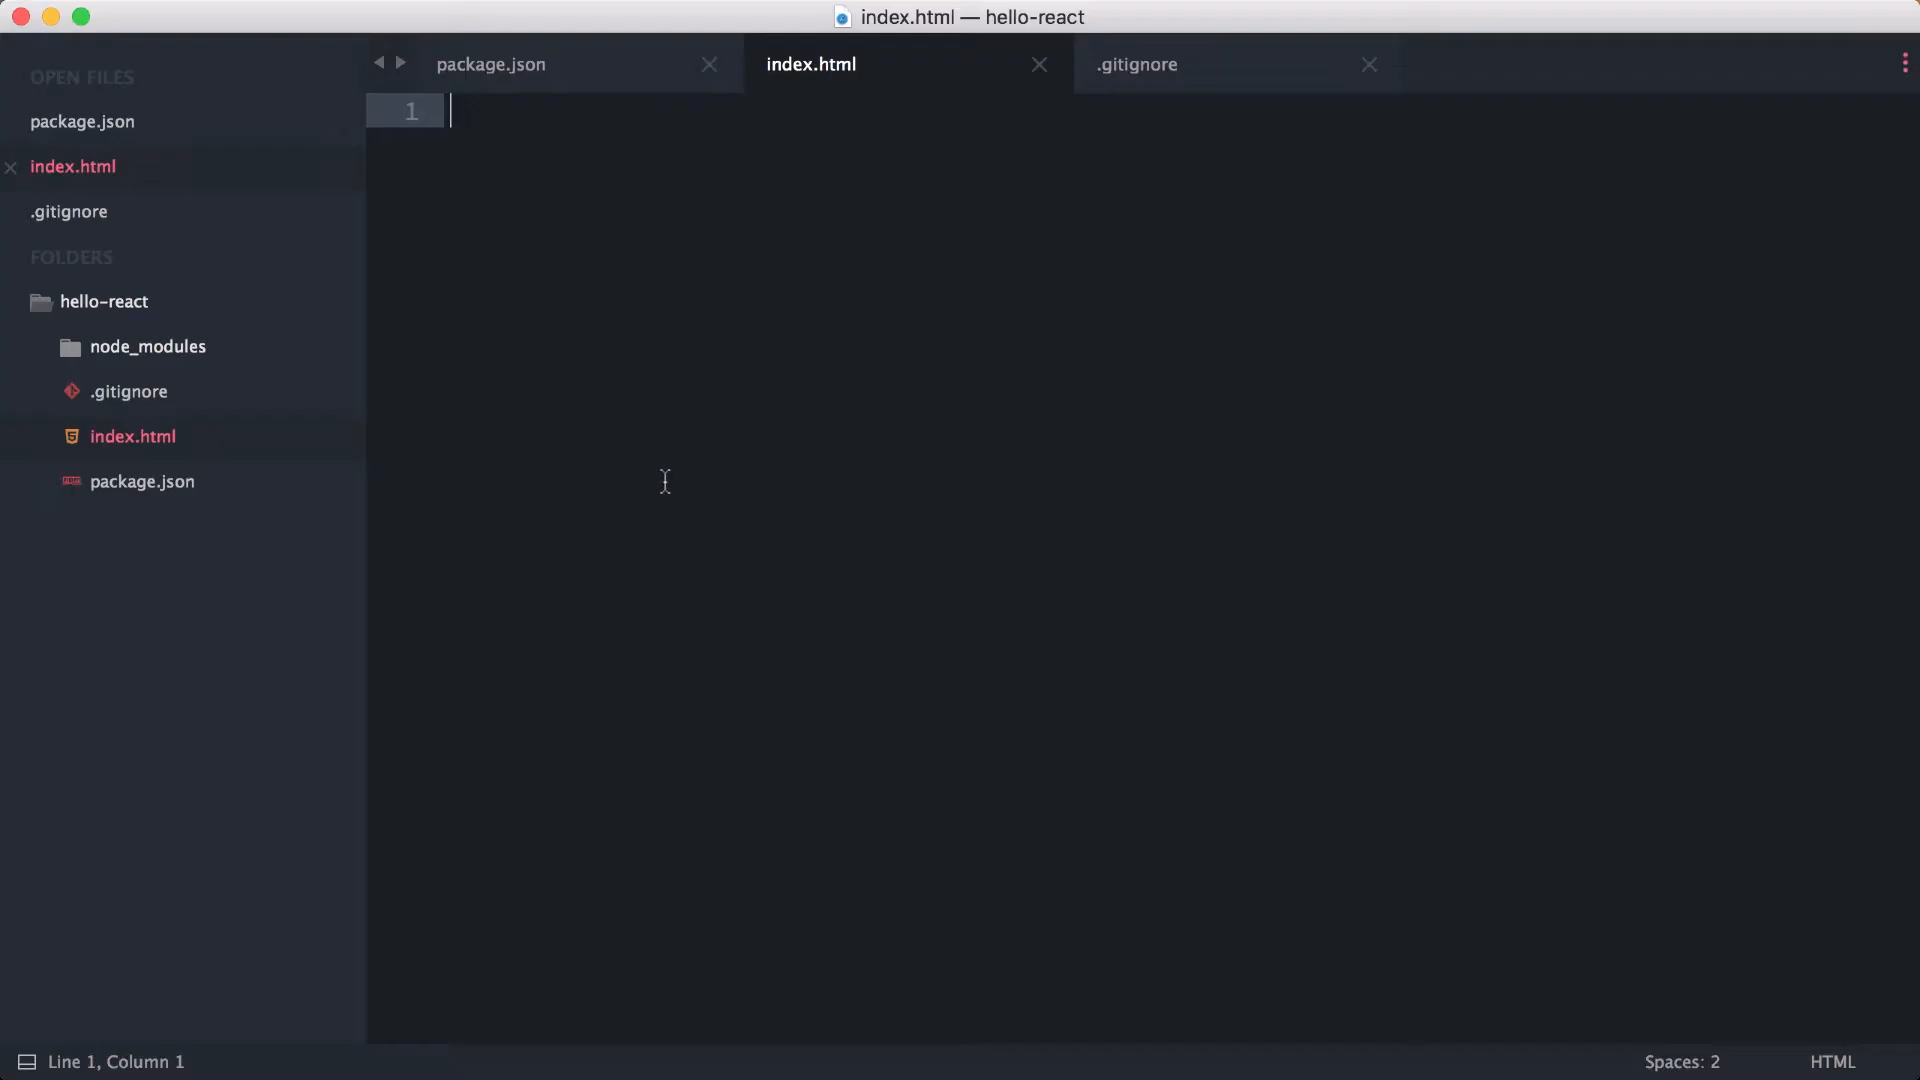 index.html — hello-react
OPEN FILES
package.json
index.html
.gitignore
FOLDERS
hello-react
node_modules
.gitignore
index.html
package.json
package.json
index.html
.gitignore
1
Line 1, Column 1
Spaces: 2
HTML